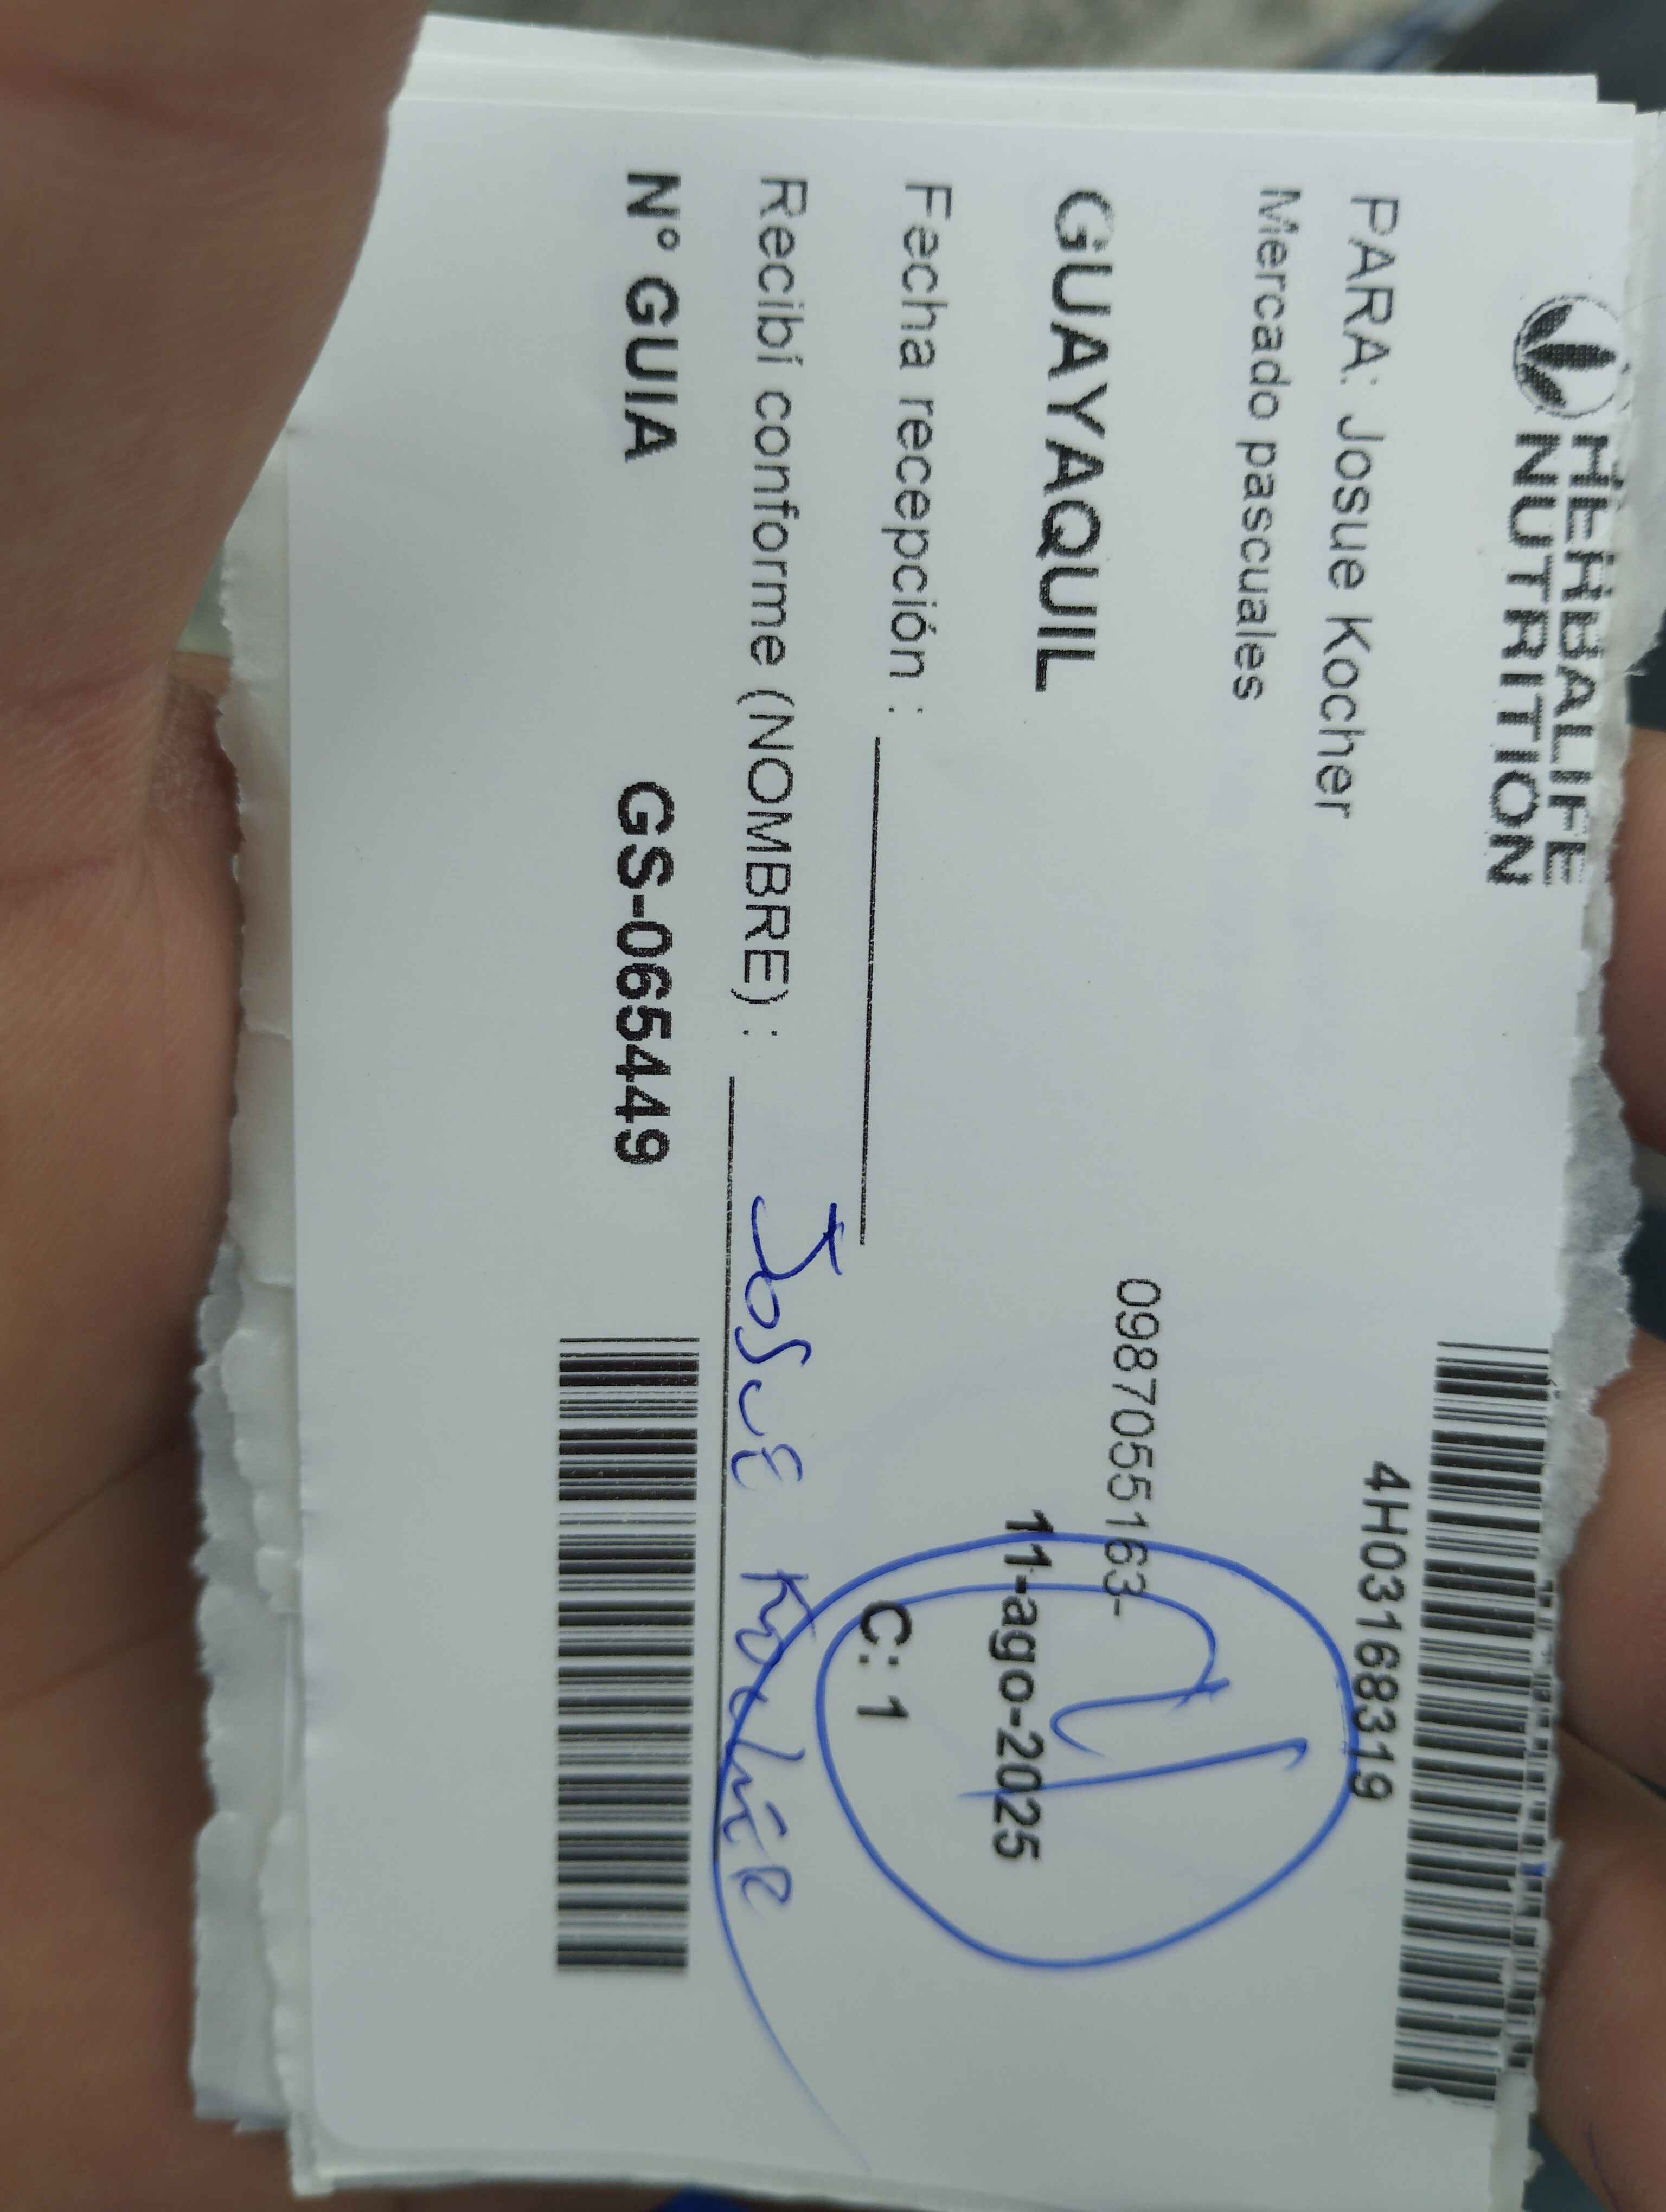 HERBALIFE
NUTRITION
4H03168319
PARA: Josue Kocher
Mercado pascuales
0987055163-
GUAYAQUIL
11-ago-2025
Fecha recepción :
C: 1
Recibí conforme (NOMBRE) : JosuE KochER
N° GUIA GS-065449